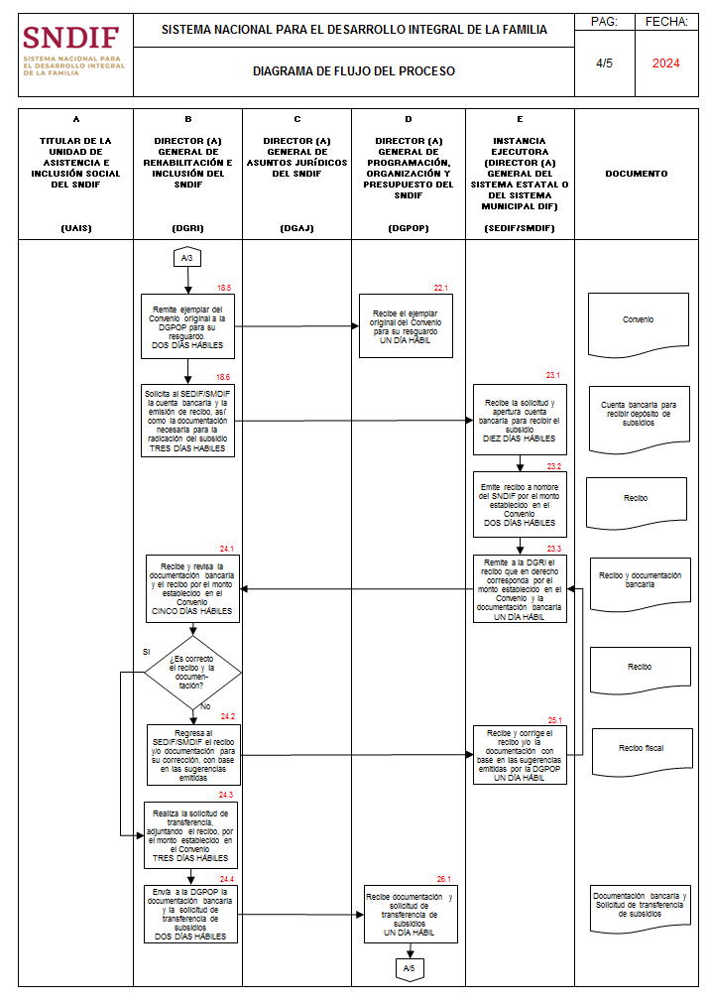 SNDIF
SISTEMA NACIONAL PARA
EL DESARROLLO INTEGRAL
DE LA FAMILIA
SISTEMA NACIONAL PARA EL DESARROLLO INTEGRAL DE LA FAMILIA
DIAGRAMA DE FLUJO DEL PROCESO
PAG:
FECHA:
4/5
2024
A
TITULAR DE LA
UNIDAD DE
ASISTENCIA E
INCLUSIÓN SOCIAL
DEL SNDIF
(UAIS)
B
DIRECTOR (A)
GENERAL DE
REHABILITACIÓN E
INCLUSIÓN DEL
SNDIF
(DGRI)
C
DIRECTOR (A)
GENERAL DE
ASUNTOS JURÍDICOS
DEL SNDIF
(DGAJ)
D
DIRECTOR (A)
GENERAL DE
PROGRAMACIÓN,
ORGANIZACIÓN Y
PRESUPUESTO DEL
SNDIF
(DGPOP)
E
INSTANCIA
EJECUTORA
(DIRECTOR (A)
GENERAL DEL
SISTEMA ESTATAL O
DEL SISTEMA
MUNICIPAL DIF)
(SEDIF/SMDIF)
DOCUMENTO
A/3
18.5
Remite ejemplar del
Convenio original a la
DGPOP para su
resguardo.
DOS DÍAS HÁBILES
22.1
Recibe el ejemplar
original del Convenio
para su resguardo
UN DÍA HÁBIL
Convenio
18.6
Solicita al SEDIF/SMDIF
la cuenta bancaria y la
emisión de recibo, así
como la documentación
necesaria para la
radicación del subsidio
TRES DÍAS HABILES
23.1
Recibe la solicitud y
apertura cuenta
bancaria para recibir el
subsidio
DIEZ DÍAS HÁBILES
Cuenta bancaria para
recibir depósito de
subsidios
23.2
Emite recibo a nombre
del SNDIF por el monto
establecido en el
Convenio
DOS DÍAS HÁBILES
Recibo
24.1
Recibe y revisa la
documentación bancaria
y el recibo por el monto
establecido en el
Convenio
CINCO DÍAS HÁBILES
23.3
Remite a la DGRI el
recibo que en derecho
corresponda por el
monto establecido en el
Convenio y la
documentación bancaria
UN DÍA HÁBIL
Recibo y documentación
bancaria
SI
¿Es correcto
el recibo y la
documen-
tación?
No
Recibo
24.2
Regresa al
SEDIF/SMDIF el recibo
y/o documentación para
su corrección, con base
en las sugerencias
emitidas
25.1
Recibe y corrige el
recibo y/o la
documentación con
base en las sugerencias
emitidas por la DGPOP
UN DÍA HÁBIL
Recibo fiscal
24.3
Realiza la solicitud de
transferencia,
adjuntando el recibo, por
el monto establecido en
el Convenio
TRES DÍAS HÁBILES
24.4
Envía a la DGPOP la
documentación bancaria
y la solicitud de
transferencia de
subsidios
DOS DÍAS HÁBILES
26.1
Recibe documentación y
solicitud de
transferencia de
subsidios
UN DÍA HÁBIL
Documentación bancaria y
Solicitud de transferencia
de subsidios
A/5